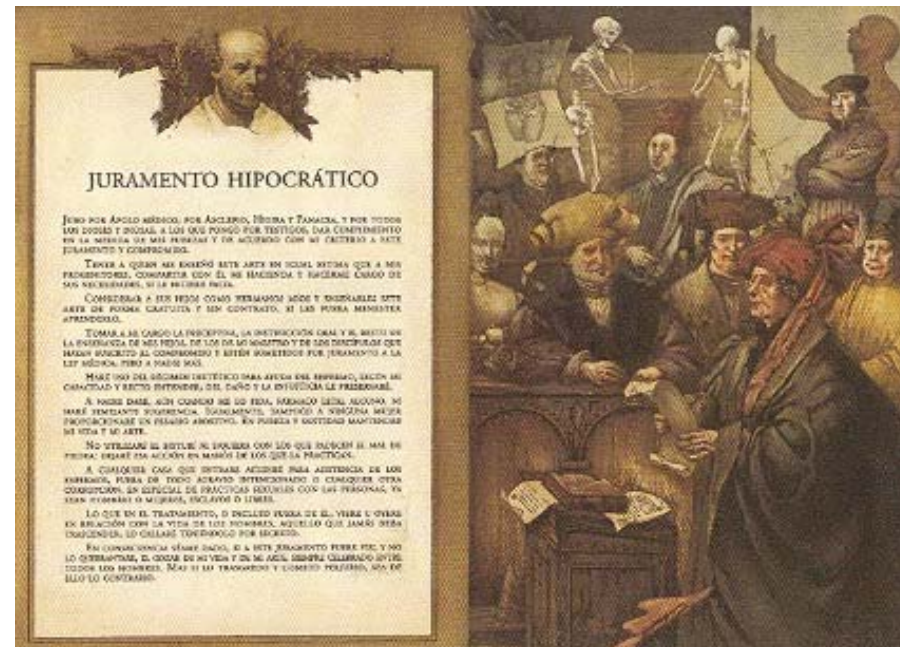 JURAMENTO HIPOCRÁTICO
JURO POR APOLO MÉDICO, POR ASCLEPIO, HIGIEA Y PANACEA, Y POR TODOS
LOS DIOSES Y DIOSAS, A LOS QUE PONGO POR TESTIGOS, DAR CUMPLIMIENTO
EN LA MEDIDA DE MIS FUERZAS Y DE ACUERDO CON MI CRITERIO A ESTE
JURAMENTO Y COMPROMISO.
TENER A QUIEN ME ENSEÑÓ ESTE ARTE EN IGUAL ESTIMA QUE A MIS
PROGENITORES, COMPARTIR CON ÉL MI HACIENDA Y HACERME CARGO DE
SUS NECESIDADES, SI LE HICIERE FALTA.
CONSIDERAR A SUS HIJOS COMO HERMANOS MÍOS Y ENSEÑARLES ESTE
ARTE DE FORMA GRATUITA Y SIN CONTRATO, SI LES FUERA MENESTER
APRENDERLO.
TOMAR A MI CARGO LA PRECEPTIVA, LA INSTRUCCIÓN ORAL Y EL RESTO DE
LA ENSEÑANZA DE MIS HIJOS, DE LOS DE MI MAESTRO Y DE LOS DISCÍPULOS QUE
HAYAN SUSCRITO EL COMPROMISO Y ESTÉN SOMETIDOS POR JURAMENTO A LA
LEY MÉDICA, PERO A NADIE MÁS.
HARÉ USO DEL RÉGIMEN DIETÉTICO PARA AYUDA DEL ENFERMO, SEGÚN MI
CAPACIDAD Y RECTO ENTENDER, DEL DAÑO Y LA INJUSTICIA LE PRESERVARÉ.
A NADIE DARÉ, AÚN CUANDO ME LO PIDA, FÁRMACO LETAL ALGUNO, NI
HARÉ SEMEJANTE SUGERENCIA. IGUALMENTE, TAMPOCO A NINGUNA MUJER
PROPORCIONARÉ UN PESARIO ABORTIVO. EN PUREZA Y SANTIDAD MANTENDRÉ
MI VIDA Y MI ARTE.
NO UTILIZARÉ EL BISTURÍ NI SIQUIERA CON LOS QUE PADECEN EL MAL DE
PIEDRA: DEJARÉ ESA ACCIÓN EN MANOS DE LOS QUE LA PRACTICAN.
A CUALQUIER CASA QUE ENTRARE ACUDIRÉ PARA ASISTENCIA DE LOS
ENFERMOS, FUERA DE TODO AGRAVIO INTENCIONADO O CUALQUIER OTRA
CORRUPCIÓN, EN ESPECIAL DE PRÁCTICAS SEXUALES CON LAS PERSONAS, YA
SEAN HOMBRES O MUJERES, ESCLAVOS O LIBRES.
LO QUE EN EL TRATAMIENTO, O INCLUSO FUERA DE ÉL, VIERE U OYERE
EN RELACIÓN CON LA VIDA DE LOS HOMBRES, AQUELLO QUE JAMÁS DEBA
TRASCENDER, LO CALLARÉ TENIÉNDOLO POR SECRETO.
EN CONSECUENCIA SÉAME DADO, SI A ESTE JURAMENTO FUERE FIEL Y NO
LO QUEBRANTARE, EL GOZAR DE MI VIDA Y DE MI ARTE, SIEMPRE CELEBRADO ENTRE
TODOS LOS HOMBRES. MAS SI LO TRASGREDO Y COMETO PERJURIO, SEA DE
ELLO LO CONTRARIO.